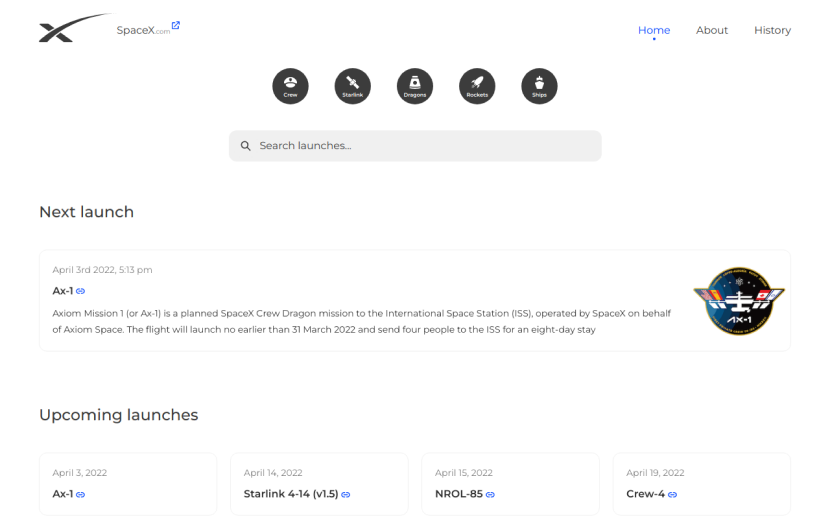 SpaceX.com
Home About History
Crew Starlink Dragons Rockets Ships
Search launches...
Next launch
April 3rd 2022, 5:13 pm
Ax-1
Axiom Mission 1 (or Ax-1) is a planned SpaceX Crew Dragon mission to the International Space Station (ISS), operated by SpaceX on behalf
of Axiom Space. The flight will launch no earlier than 31 March 2022 and send four people to the ISS for an eight-day stay
AX-1
Upcoming launches
April 3, 2022
Ax-1
April 14, 2022
Starlink 4-14 (v1.5)
April 15, 2022
NROL-85
April 19, 2022
Crew-4